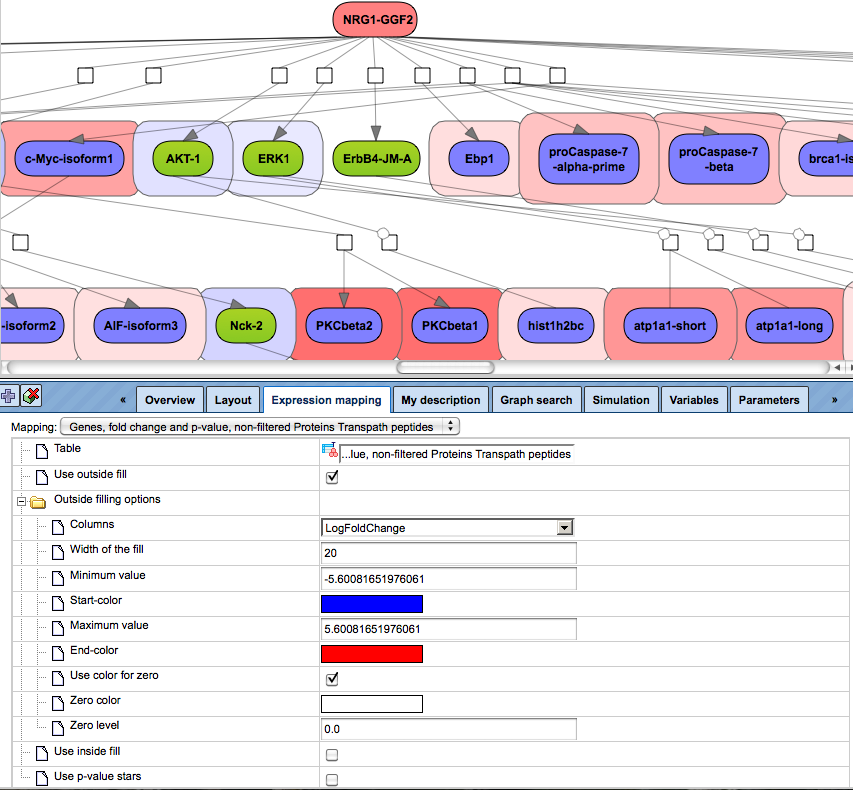 NRG1-GGF2
c-Myc-isoform1
AKT-1
ERK1
ErbB4-JM-A
Ebp1
proCaspase-7
-alpha-prime
proCaspase-7
-beta
brca1-is
-isoform2
AIF-isoform3
Nck-2
PKCbeta2
PKCbeta1
hist1h2bc
atp1a1-short
atp1a1-long
« Overview Layout Expression mapping My description Graph search Simulation Variables Parameters »
Mapping: Genes, fold change and p-value, non-filtered Proteins Transpath peptides
Table ...lue, non-filtered Proteins Transpath peptides
Use outside fill
Outside filling options
Columns LogFoldChange
Width of the fill 20
Minimum value -5.60081651976061
Start-color
Maximum value 5.60081651976061
End-color
Use color for zero
Zero color
Zero level 0.0
Use inside fill
Use p-value stars